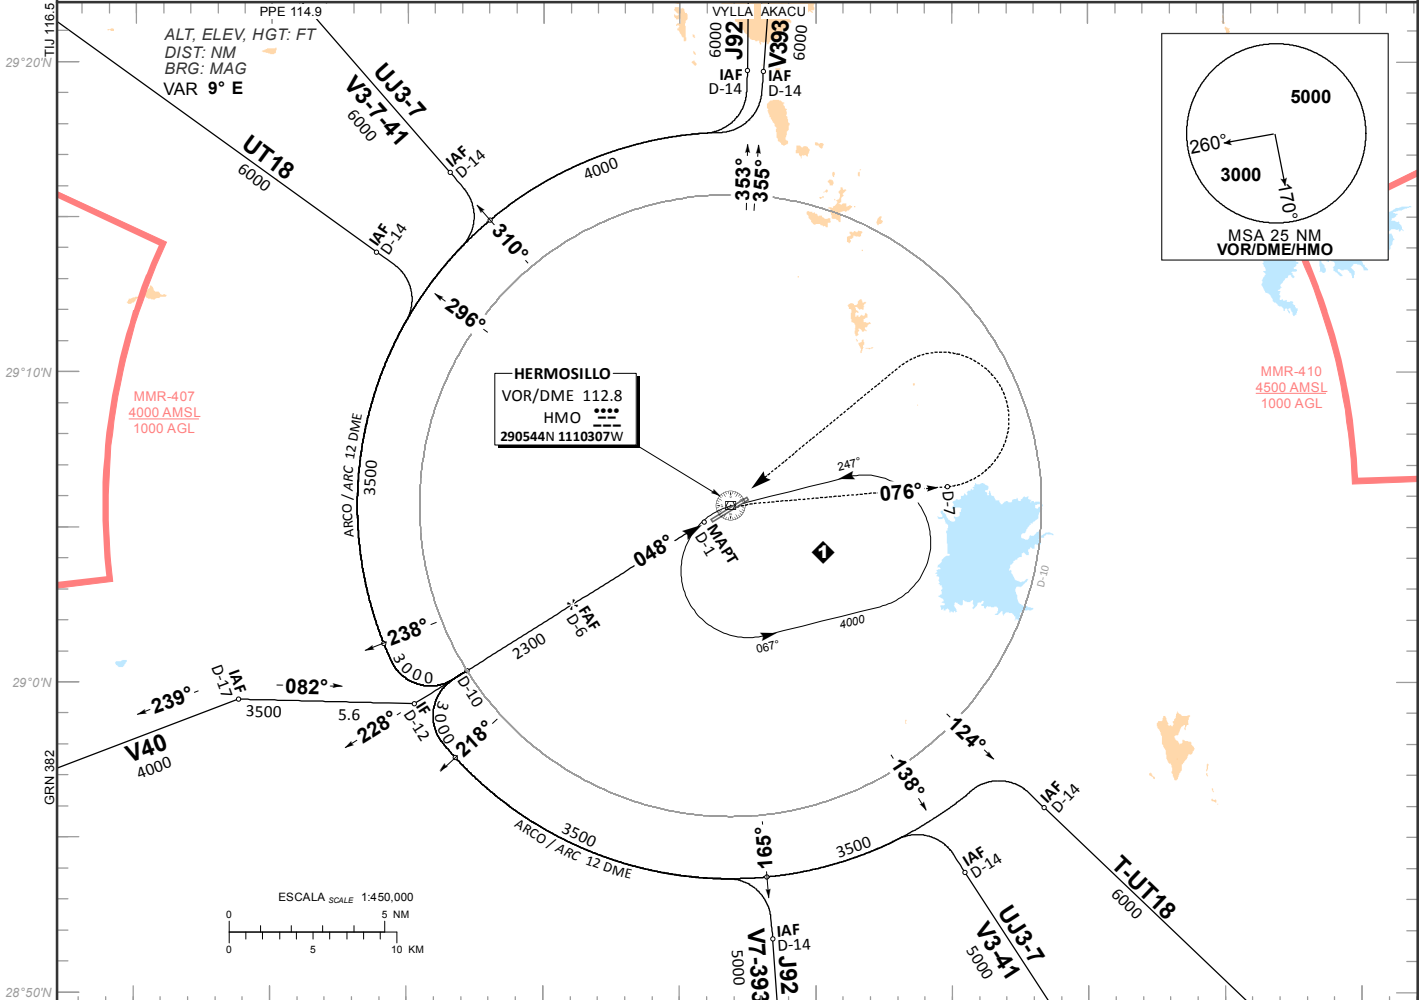 PPE 114.9
VYLLA AKACU
TIJ 116.5
ALT, ELEV, HGT: FT
DIST: NM
BRG: MAG
VAR 9° E
29°20'N
UJ3-7
V3-7-41
6000
UT18
6000
IAF
D-14
IAF
D-14
J92
6000
V393
6000
IAF
D-14
IAF
D-14
4000
353°
355°
310°
296°
5000
260°
3000
170°
MSA 25 NM
VOR/DME/HMO
29°10'N
MMR-407
4000 AMSL
1000 AGL
MMR-410
4500 AMSL
1000 AGL
HERMOSILLO
VOR/DME 112.8
HMO
290544N 1110307W
ARCO / ARC 12 DME
3500
247°
076°
D-7
MAPT
D-1
048°
1
D-10
FAF
D-6
2300
067°
4000
238°
3000
D-10
29°0'N
IAF
D-17
082°
239°
3500
5.6
IF
D-12
228°
3000
218°
V40
4000
GRN 382
124°
138°
IAF
D-14
3500
ARCO / ARC 12 DME
165°
3500
IAF
D-14
T-UT18
6000
UJ3-7
V3-41
5000
IAF
D-14
V7-393
5000
J92
ESCALA SCALE 1:450,000
0 5 NM
0 5 10 KM
28°50'N